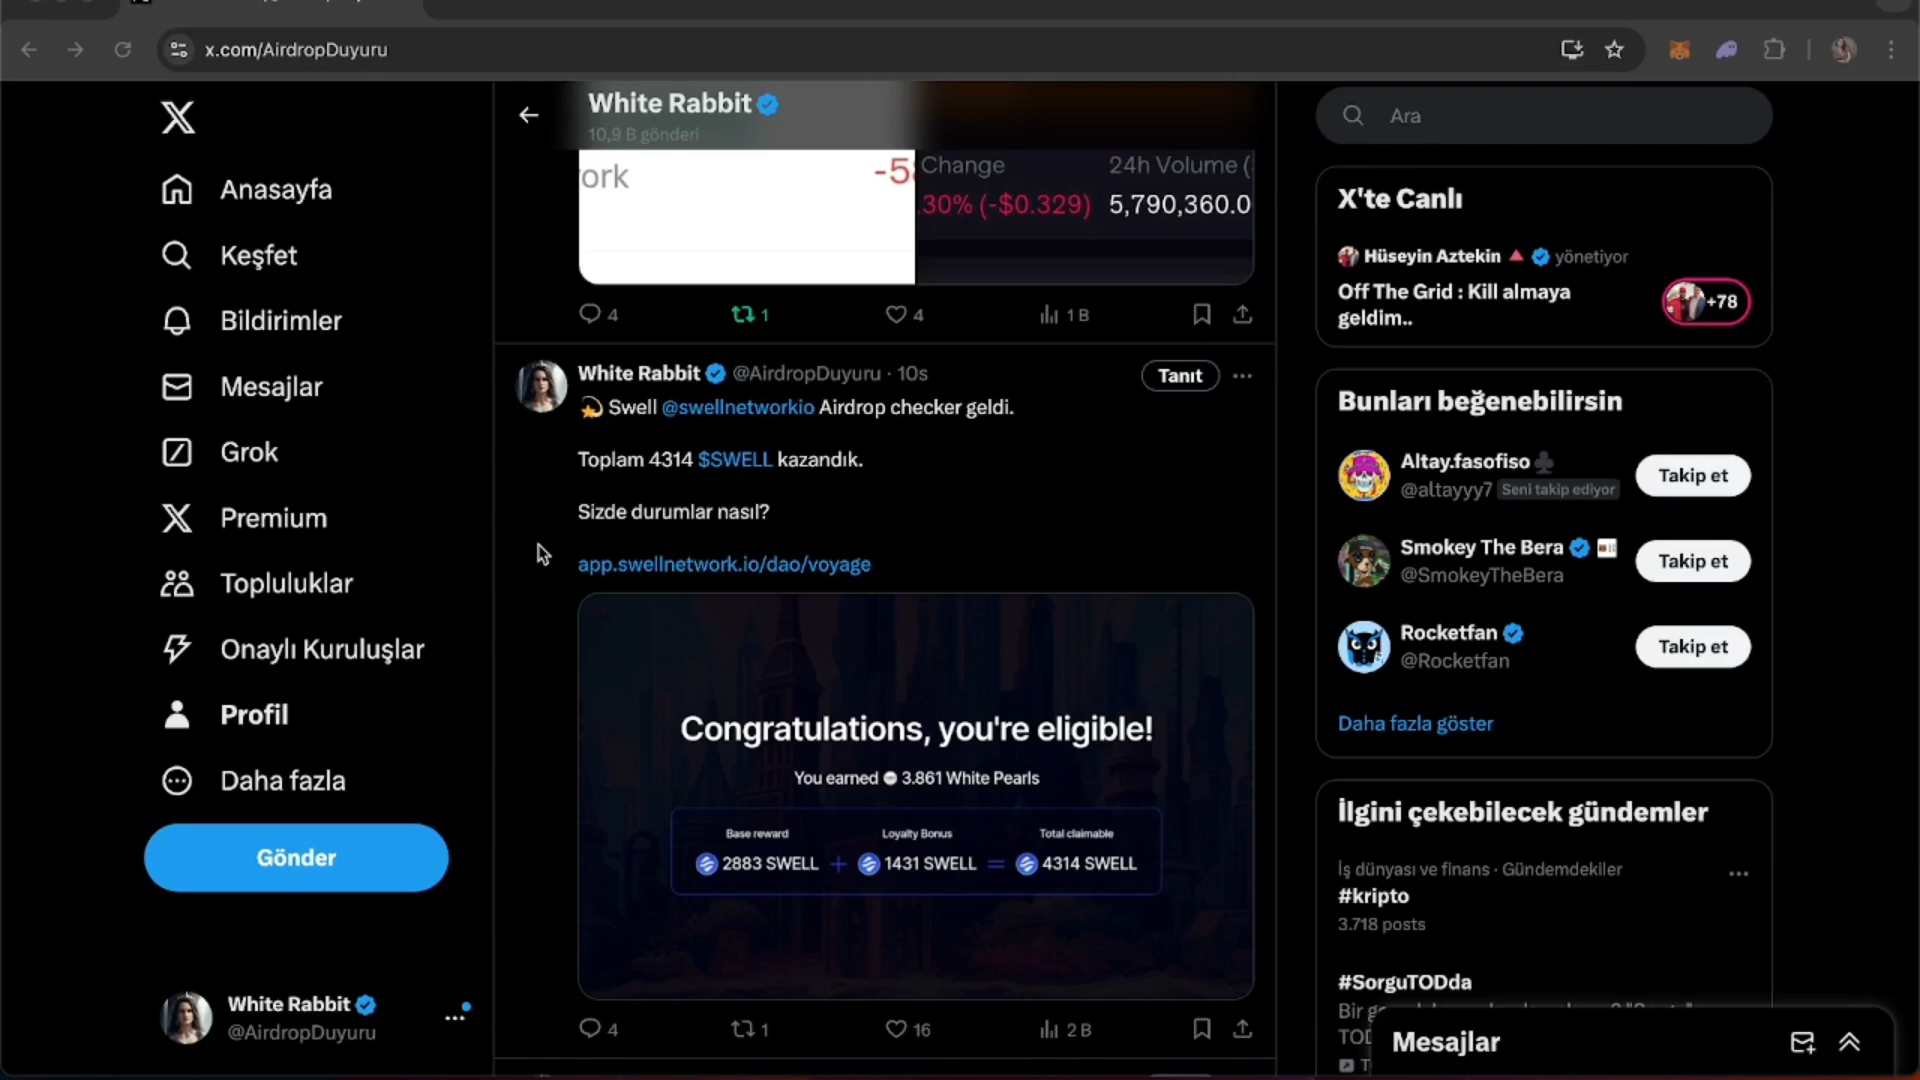 x.com/AirdropDuyuru
Anasayfa
Keşfet
Bildirimler
Mesajlar
Grok
Premium
Topluluklar
Onaylı Kuruluşlar
Profil
Daha fazla
Gönder
White Rabbit
@AirdropDuyuru
White Rabbit
10,9 B gönderi
ork
-5
Change
24h Volume (
.30% (-$0.329)
5,790,360.0
4
1
4
1 B
White Rabbit @AirdropDuyuru · 10s
Tanıt
Swell @swellnetworkio Airdrop checker geldi.
Toplam 4314 $SWELL kazandık.
Sizde durumlar nasıl?
app.swellnetwork.io/dao/voyage
Congratulations, you're eligible!
You earned 3.861 White Pearls
Base reward
2883 SWELL
+
Loyalty Bonus
1431 SWELL
=
Total claimable
4314 SWELL
4
1
16
2 B
Ara
X'te Canlı
Hüseyin Aztekin yönetiyor
Off The Grid : Kill almaya
geldim..
+78
Bunları beğenebilirsin
Altay.fasofiso
@altayyy7 Seni takip ediyor
Takip et
Smokey The Bera
@SmokeyTheBera
Takip et
Rocketfan
@Rocketfan
Takip et
Daha fazla göster
İlgini çekebilecek gündemler
İş dünyası ve finans · Gündemdekiler
#kripto
3.718 posts
#SorguTODda
Bir
TOD
Mesajlar